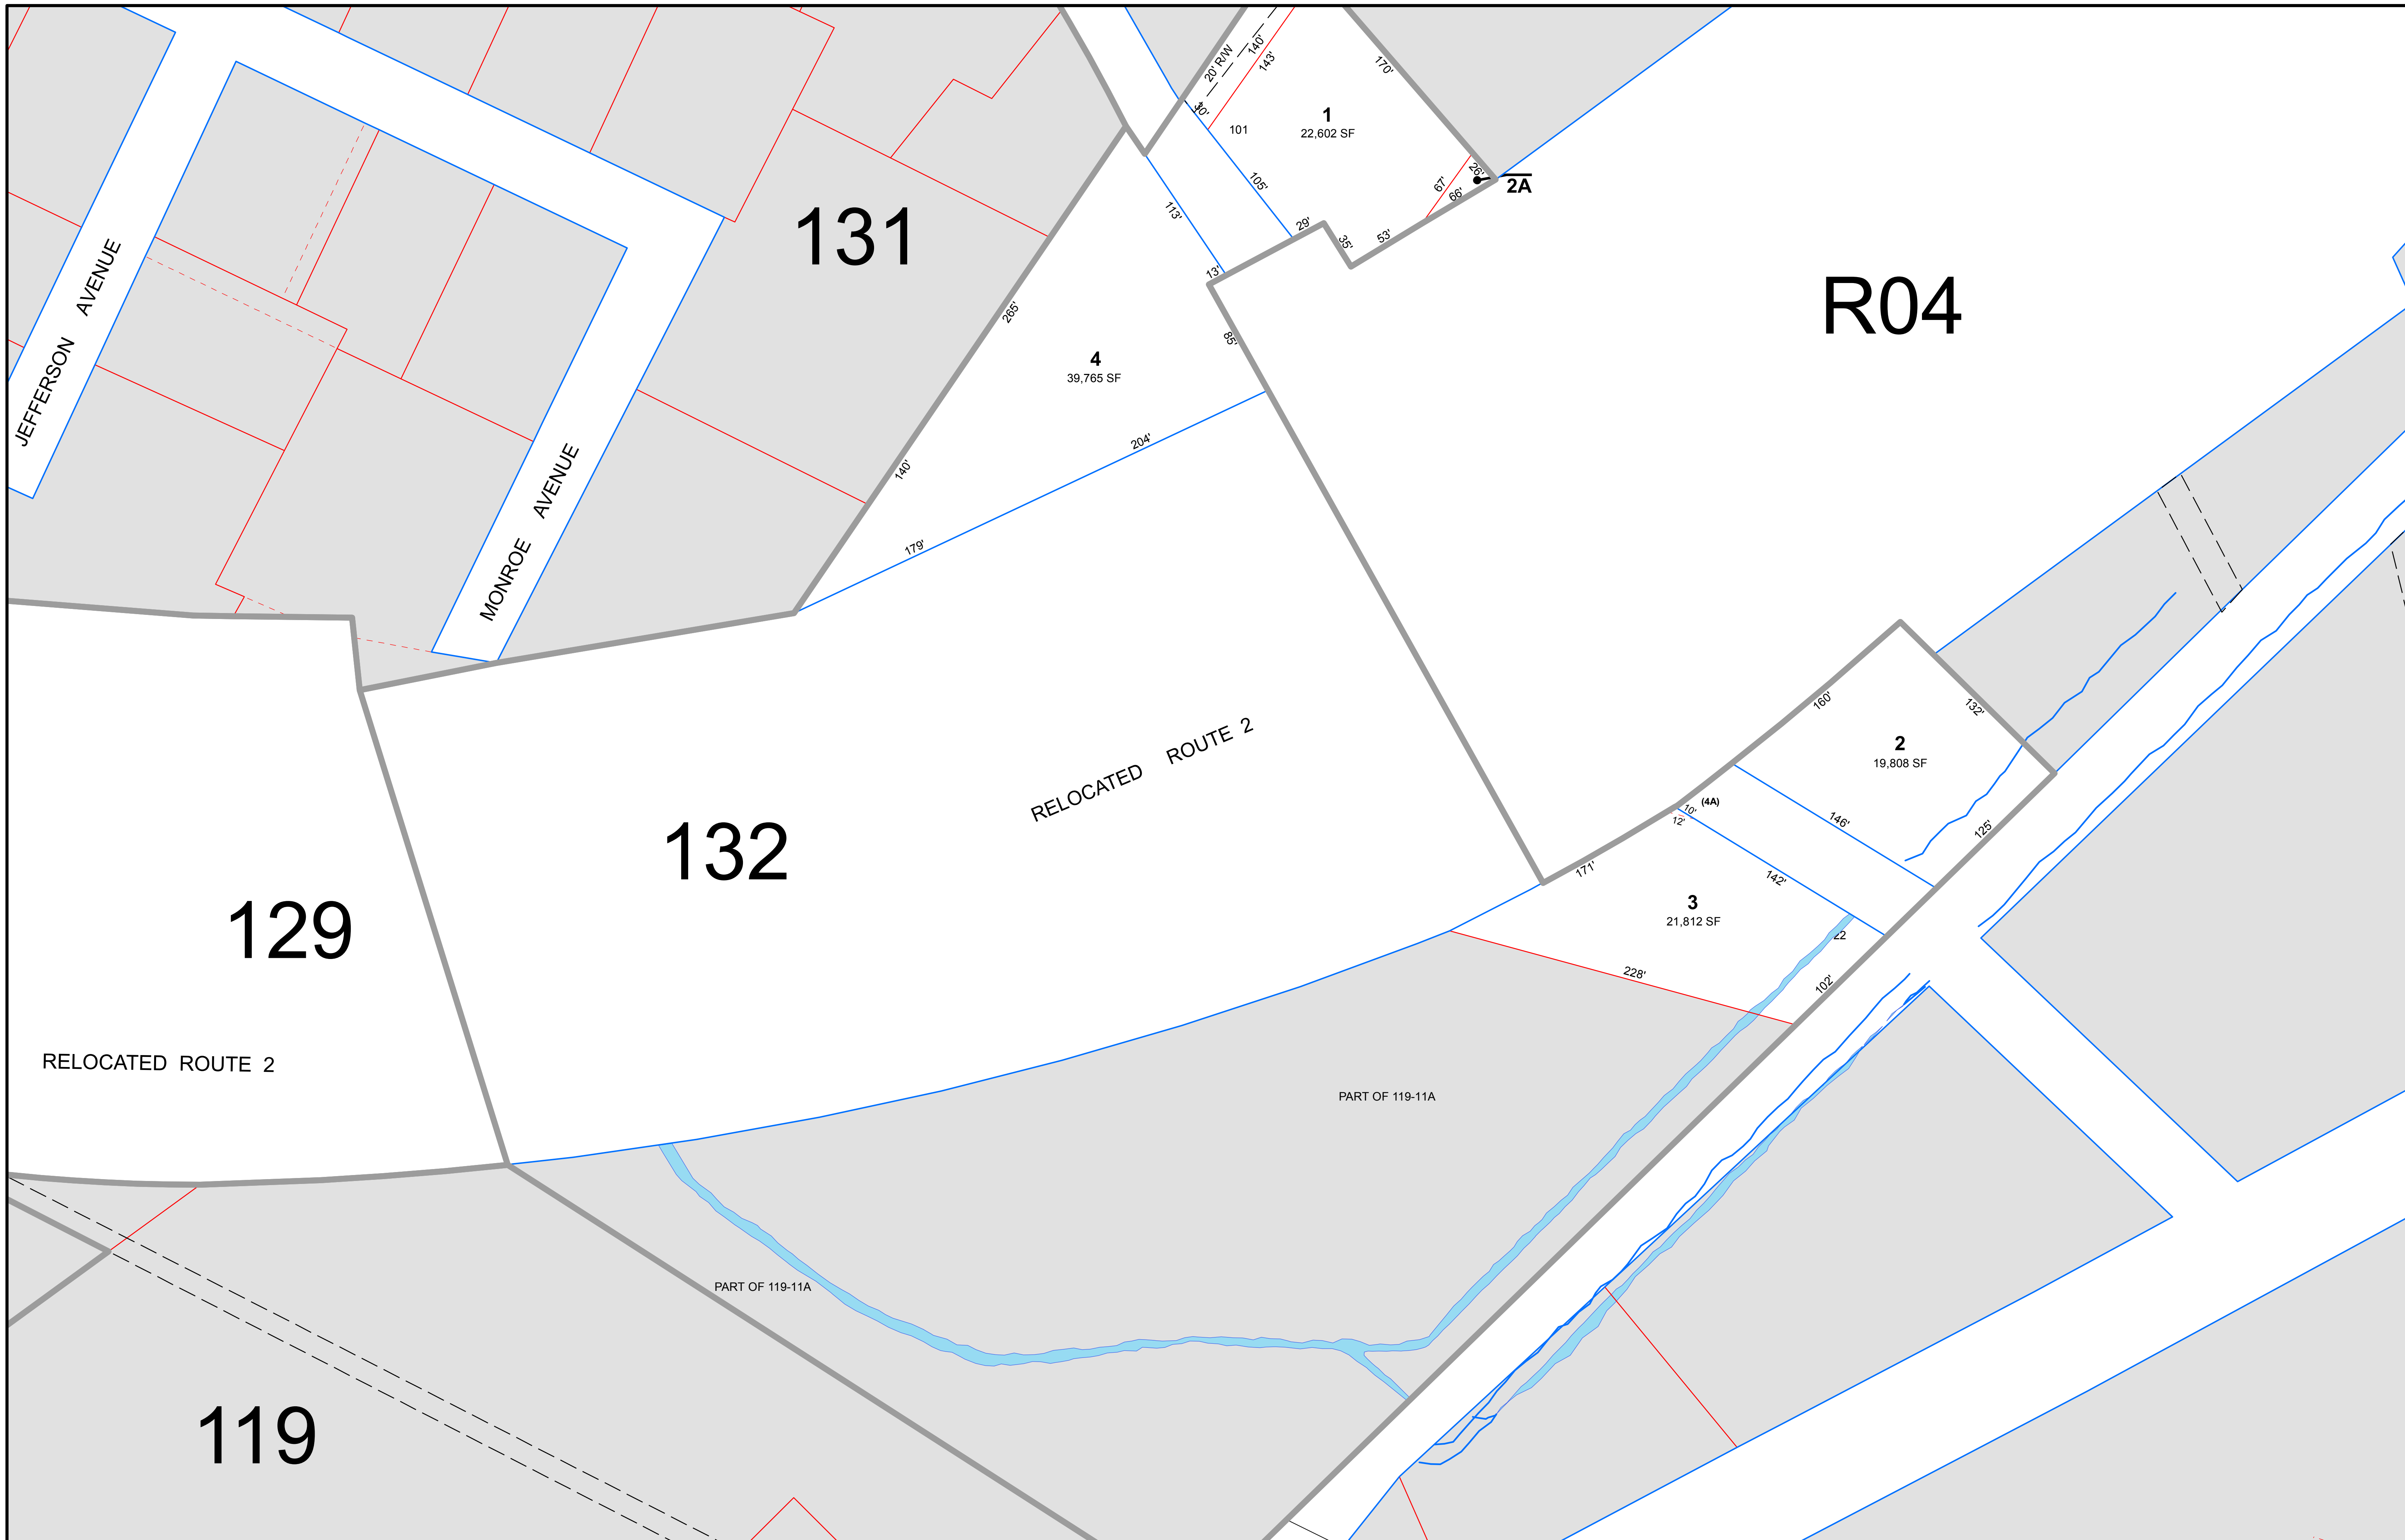 20' R/W
140'
143'
170'
30'
101
1
22,602 SF
67'
26'
66'
2A
105'
113'
29'
35'
53'
13'
131
R04
JEFFERSON AVENUE
265'
85'
4
39,765 SF
204'
140'
179'
MONROE AVENUE
160'
132'
2
19,808 SF
RELOCATED ROUTE 2
(4A)
10'
12'
146'
125'
132
171'
142'
3
21,812 SF
22
129
228'
102'
RELOCATED ROUTE 2
PART OF 119-11A
PART OF 119-11A
119